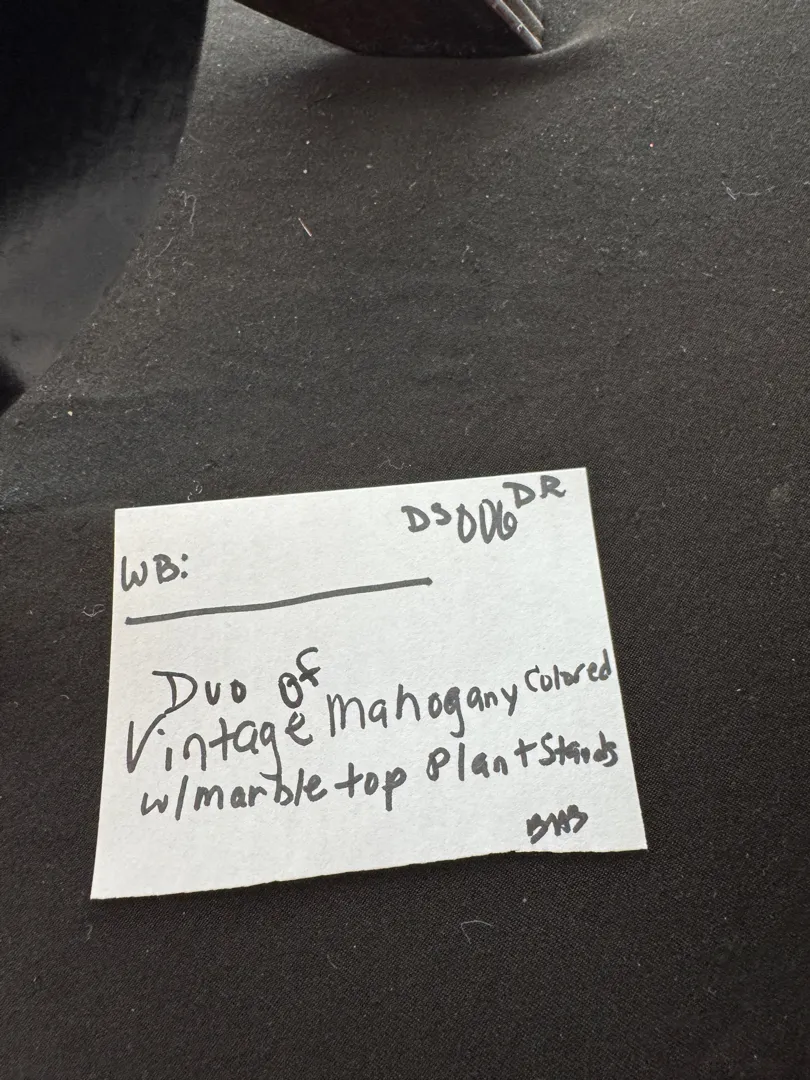 DS006DR
WB:
Duo of
Vintage Mahogany Colored
w/marble top Plant Stands